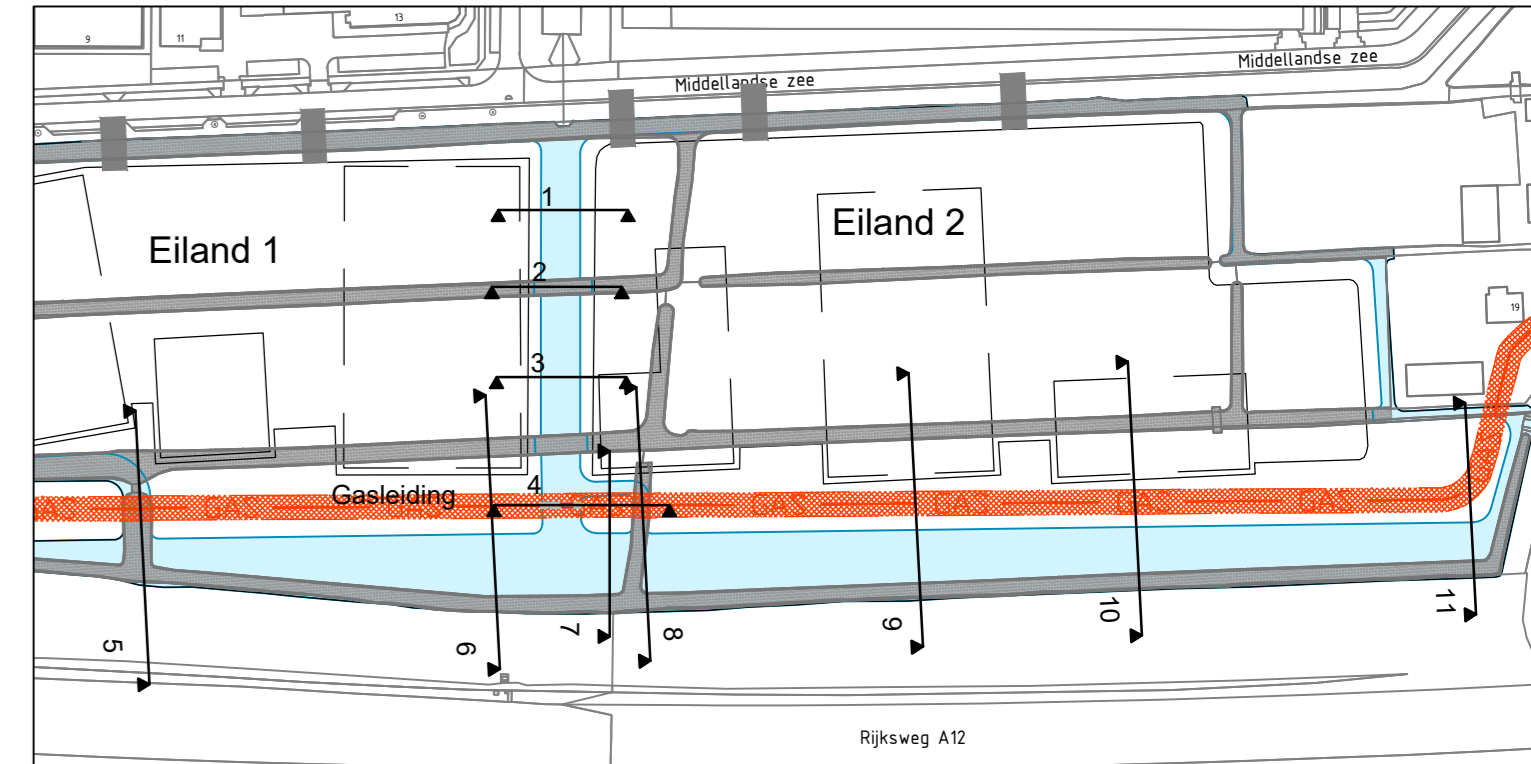 13
9
11
Middellandse zee
Middellandse zee
1
Eiland 1
Eiland 2
2
19
3
4
Gasleiding
GAS
GAS
GAS
GAS
GAS
GAS
GAS
5
6
7
8
9
10
11
Rijksweg A12